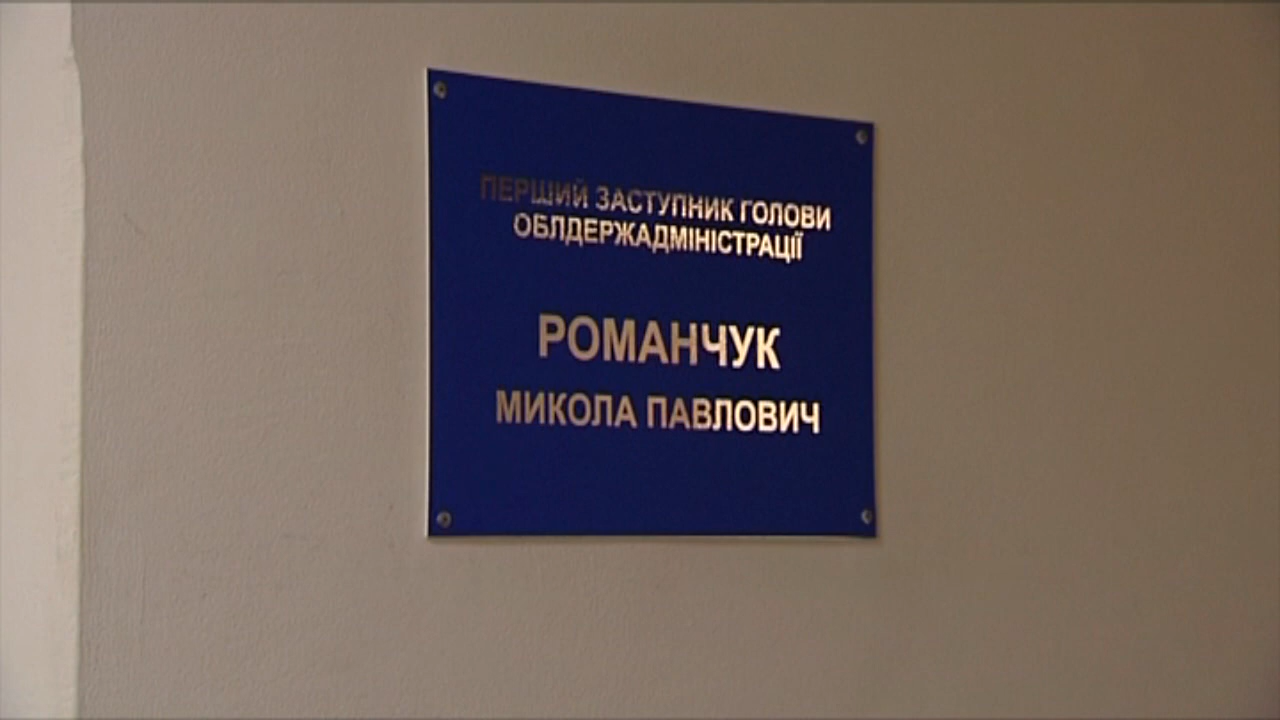 ПЕРШИЙ ЗАСТУПНИК ГОЛОВИ
ОБЛДЕРЖАДМІНІСТРАЦІЇ
РОМАНЧУК
МИКОЛА ПАВЛОВИЧ